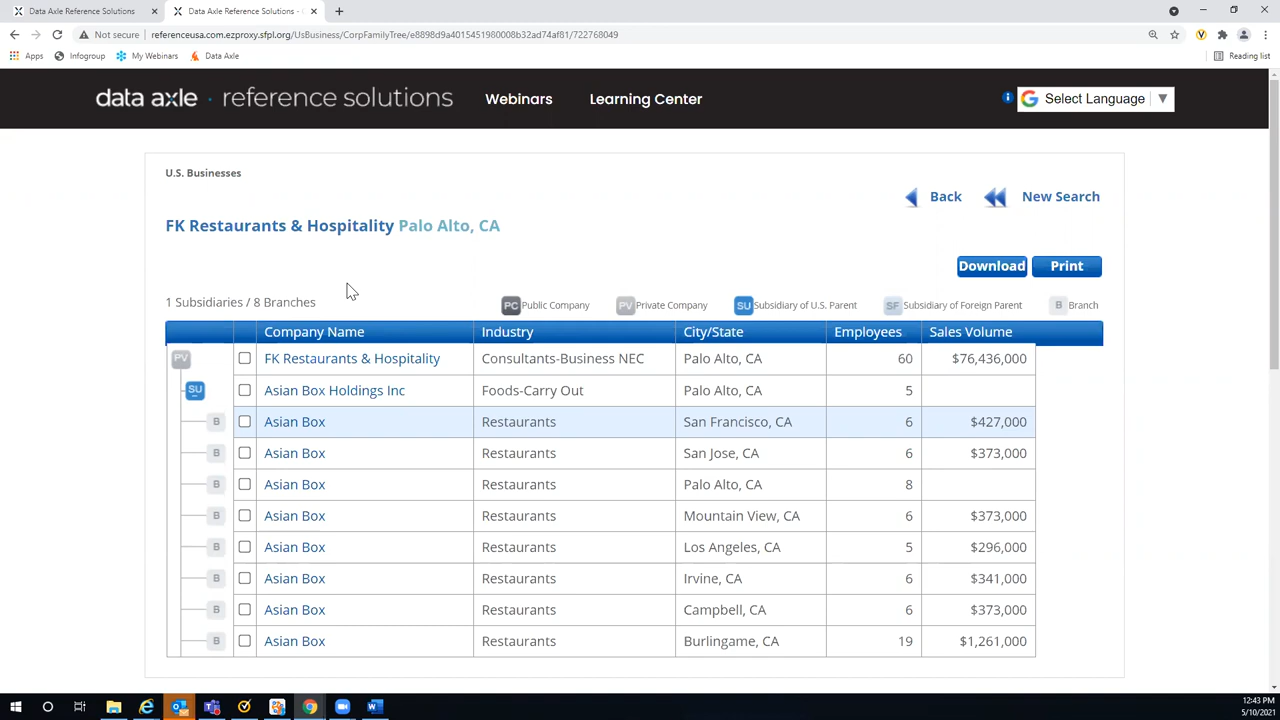 Data Axle Reference Solutions
Data Axle Reference Solutions - 
Not secure referenceusa.com.ezproxy.sfpl.org/UsBusiness/CorpFamilyTree/e8898d9a4015451980008b32ad74af81/722768049
Apps Infogroup My Webinars Data Axle Reading list
data axle · reference solutions Webinars Learning Center Select Language ▼
U.S. Businesses
Back New Search
FK Restaurants & Hospitality Palo Alto, CA
Download Print
1 Subsidiaries / 8 Branches PC Public Company PV Private Company SU Subsidiary of U.S. Parent SF Subsidiary of Foreign Parent B Branch
Company Name Industry City/State Employees Sales Volume
PV FK Restaurants & Hospitality Consultants-Business NEC Palo Alto, CA 60 $76,436,000
SU Asian Box Holdings Inc Foods-Carry Out Palo Alto, CA 5
B Asian Box Restaurants San Francisco, CA 6 $427,000
B Asian Box Restaurants San Jose, CA 6 $373,000
B Asian Box Restaurants Palo Alto, CA 8
B Asian Box Restaurants Mountain View, CA 6 $373,000
B Asian Box Restaurants Los Angeles, CA 5 $296,000
B Asian Box Restaurants Irvine, CA 6 $341,000
B Asian Box Restaurants Campbell, CA 6 $373,000
B Asian Box Restaurants Burlingame, CA 19 $1,261,000
12:43 PM
5/10/2021